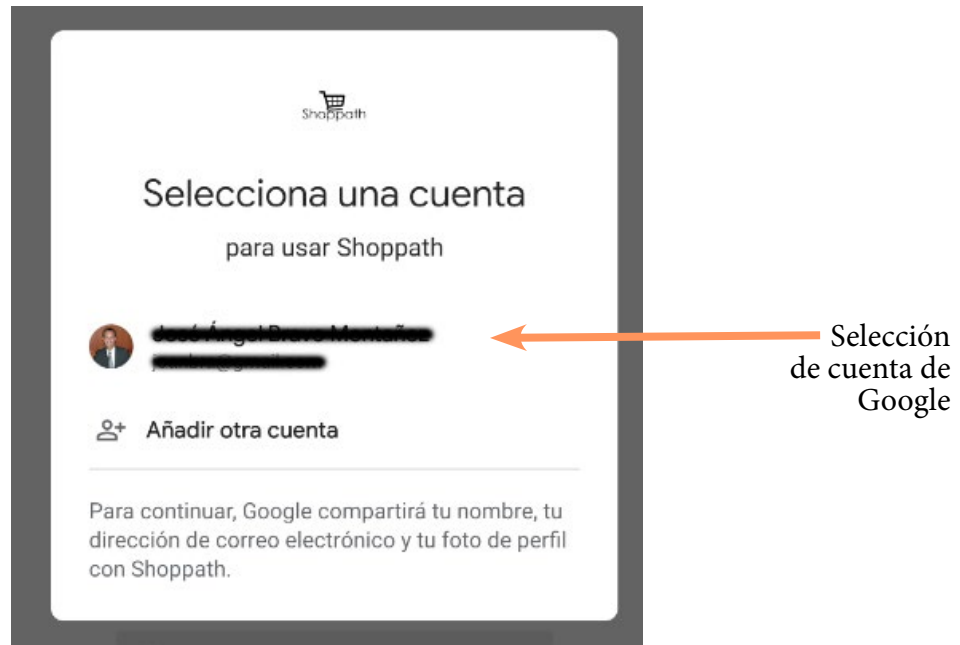 Shoppath
Selecciona una cuenta
para usar Shoppath
Añadir otra cuenta
Para continuar, Google compartirá tu nombre, tu
dirección de correo electrónico y tu foto de perfil
con Shoppath.
Selección
de cuenta de
Google